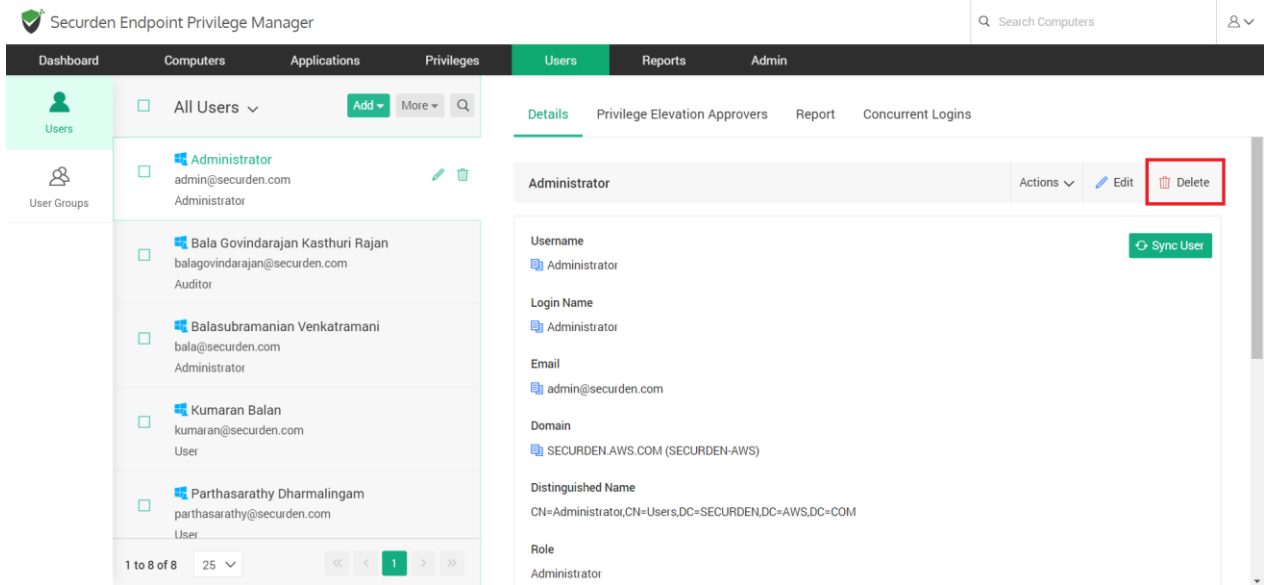 Securden Endpoint Privilege Manager
Search Computers
Dashboard Computers Applications Privileges Users Reports Admin
Users
User Groups
All Users
Add
More
Administrator
admin@securden.com
Administrator
Bala Govindarajan Kasthuri Rajan
balagovindarajan@securden.com
Auditor
Balasubramanian Venkatramani
bala@securden.com
Administrator
Kumaran Balan
kumaran@securden.com
User
Parthasarathy Dharmalingam
parthasarathy@securden.com
User
1 to 8 of 8 25 « < 1 > »
Details Privilege Elevation Approvers Report Concurrent Logins
Administrator Actions Edit Delete
Sync User
Username
Administrator
Login Name
Administrator
Email
admin@securden.com
Domain
SECURDEN.AWS.COM (SECURDEN-AWS)
Distinguished Name
CN=Administrator,CN=Users,DC=SECURDEN,DC=AWS,DC=COM
Role
Administrator